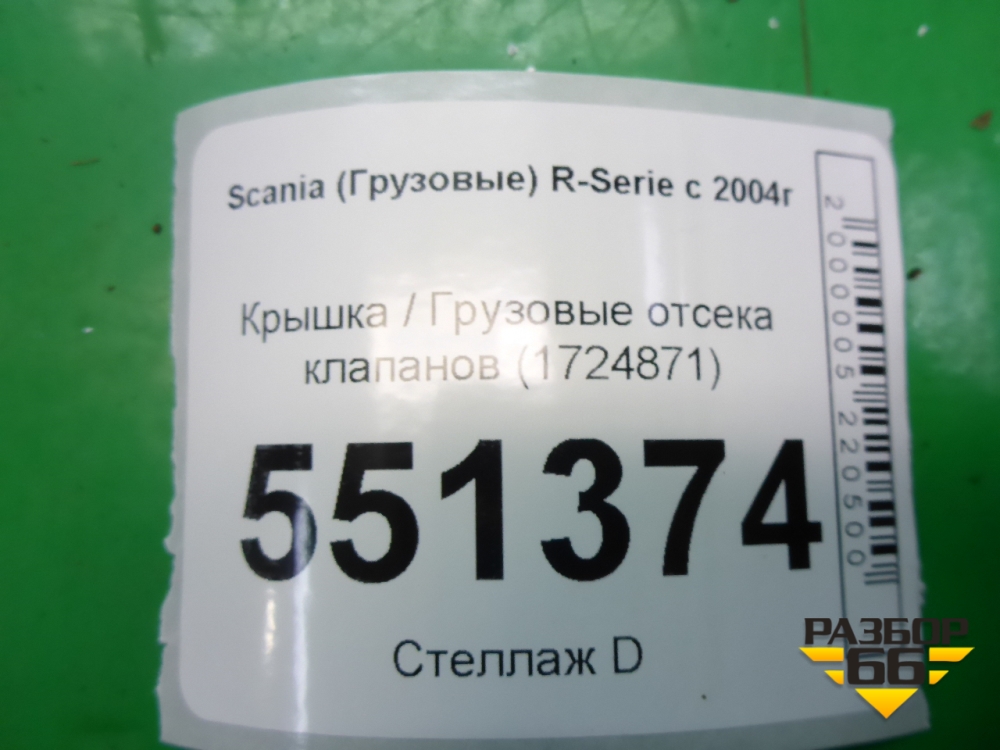 Scania (Грузовые) R-Serie с 2004г
Крышка / Грузовые отсека
клапанов (1724871)
551374
Стеллаж D
2000005220500
РАЗБОР
66